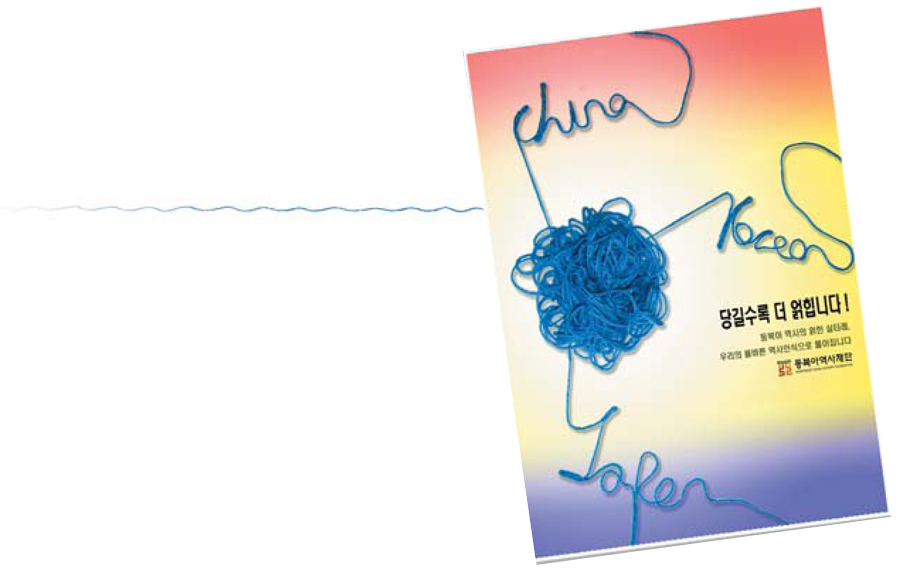 China
Korea
당길수록 더 얽힙니다!
동북아 역사의 얽힌 실타래,
우리의 올바른 역사인식으로 풀어집니다
동북아역사재단
Japan